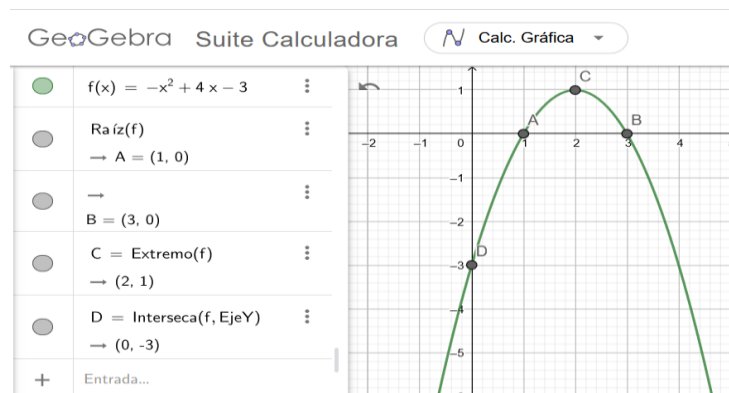 GeoGebra Suite Calculadora Calc. Gráfica
f(x) = −x² + 4 x − 3
Raíz(f)
→ A = (1, 0)
→
B = (3, 0)
C = Extremo(f)
→ (2, 1)
D = Interseca(f, EjeY)
→ (0, -3)
+ Entrada...
C
1
A
B
−2 −1 0 1 2 3 4
−1
−2
D
−3
−4
−5